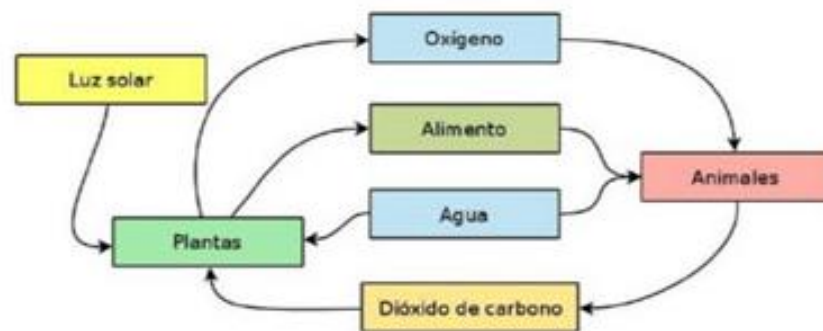 Oxígeno
Luz solar
Alimento
Animales
Agua
Plantas
Dióxido de carbono